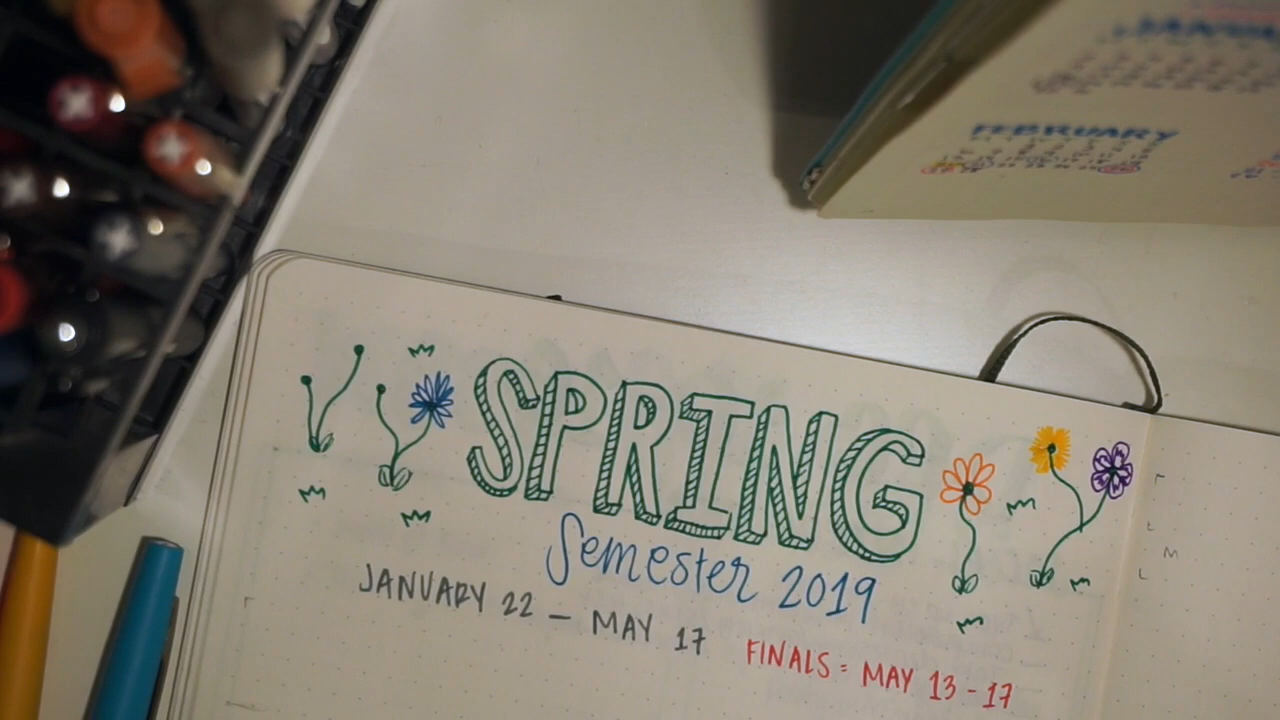 FEBRUARY
SPRING
Semester 2019
JANUARY 22 – MAY 17
FINALS: MAY 13 - 17